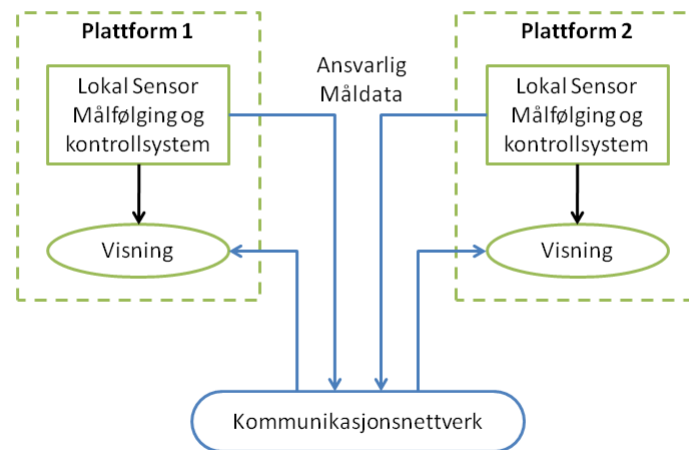 Plattform 1
Lokal Sensor
Målfølging og
kontrollsystem
Visning
Ansvarlig
Måldata
Plattform 2
Lokal Sensor
Målfølging og
kontrollsystem
Visning
Kommunikasjonsnettverk